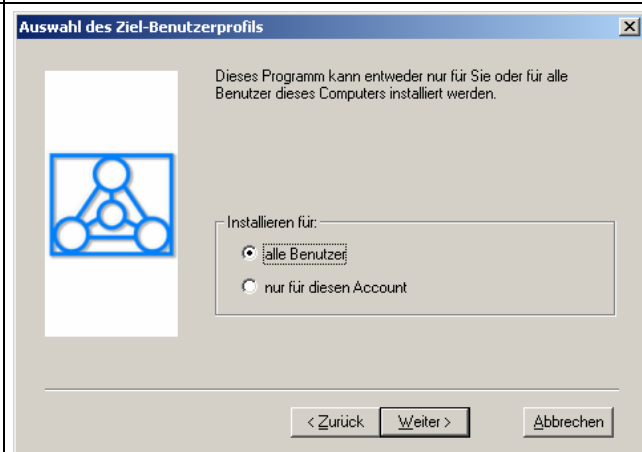 Auswahl des Ziel-Benutzerprofils
Dieses Programm kann entweder nur für Sie oder für alle
Benutzer dieses Computers installiert werden.
Installieren für:
alle Benutzer
nur für diesen Account
< Zurück
Weiter >
Abbrechen